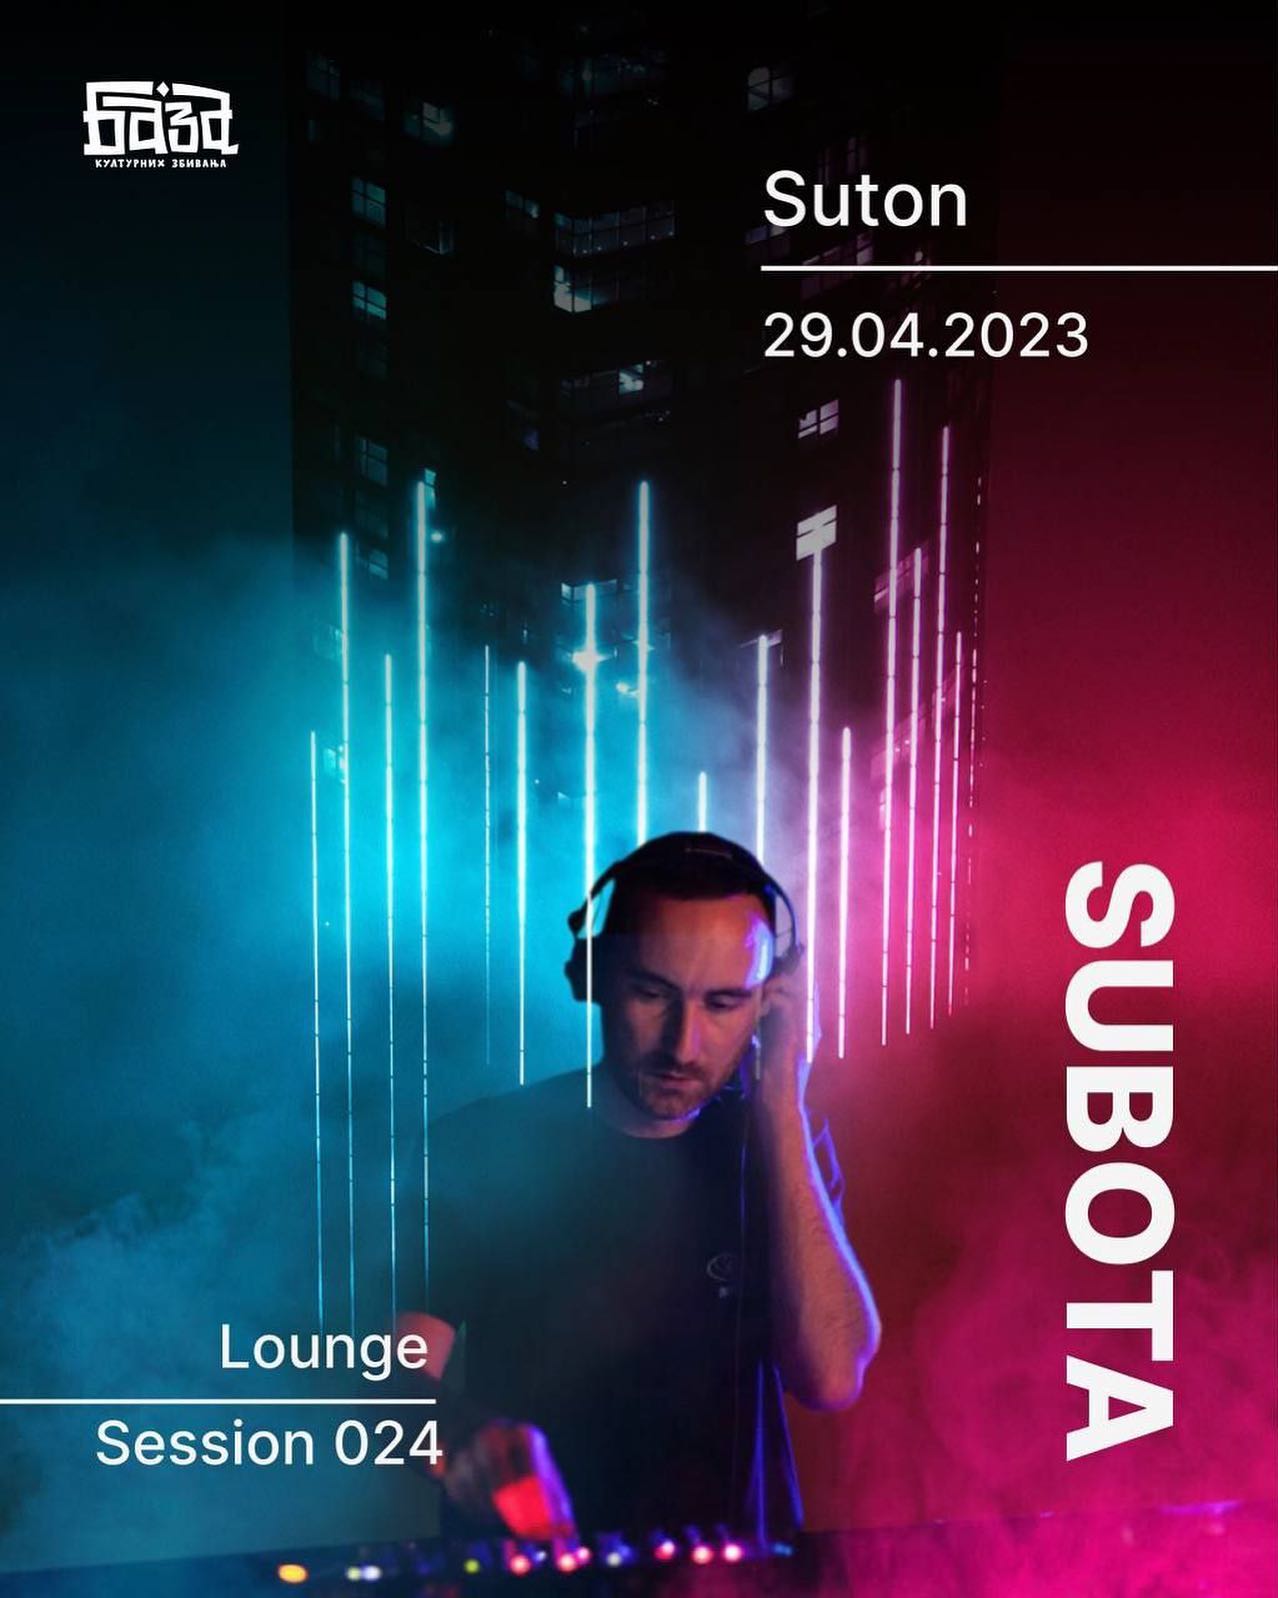 база
КУЛТУРНИХ ЗБИВАЊА
Suton
29.04.2023
SUBOTA
Lounge
Session 024